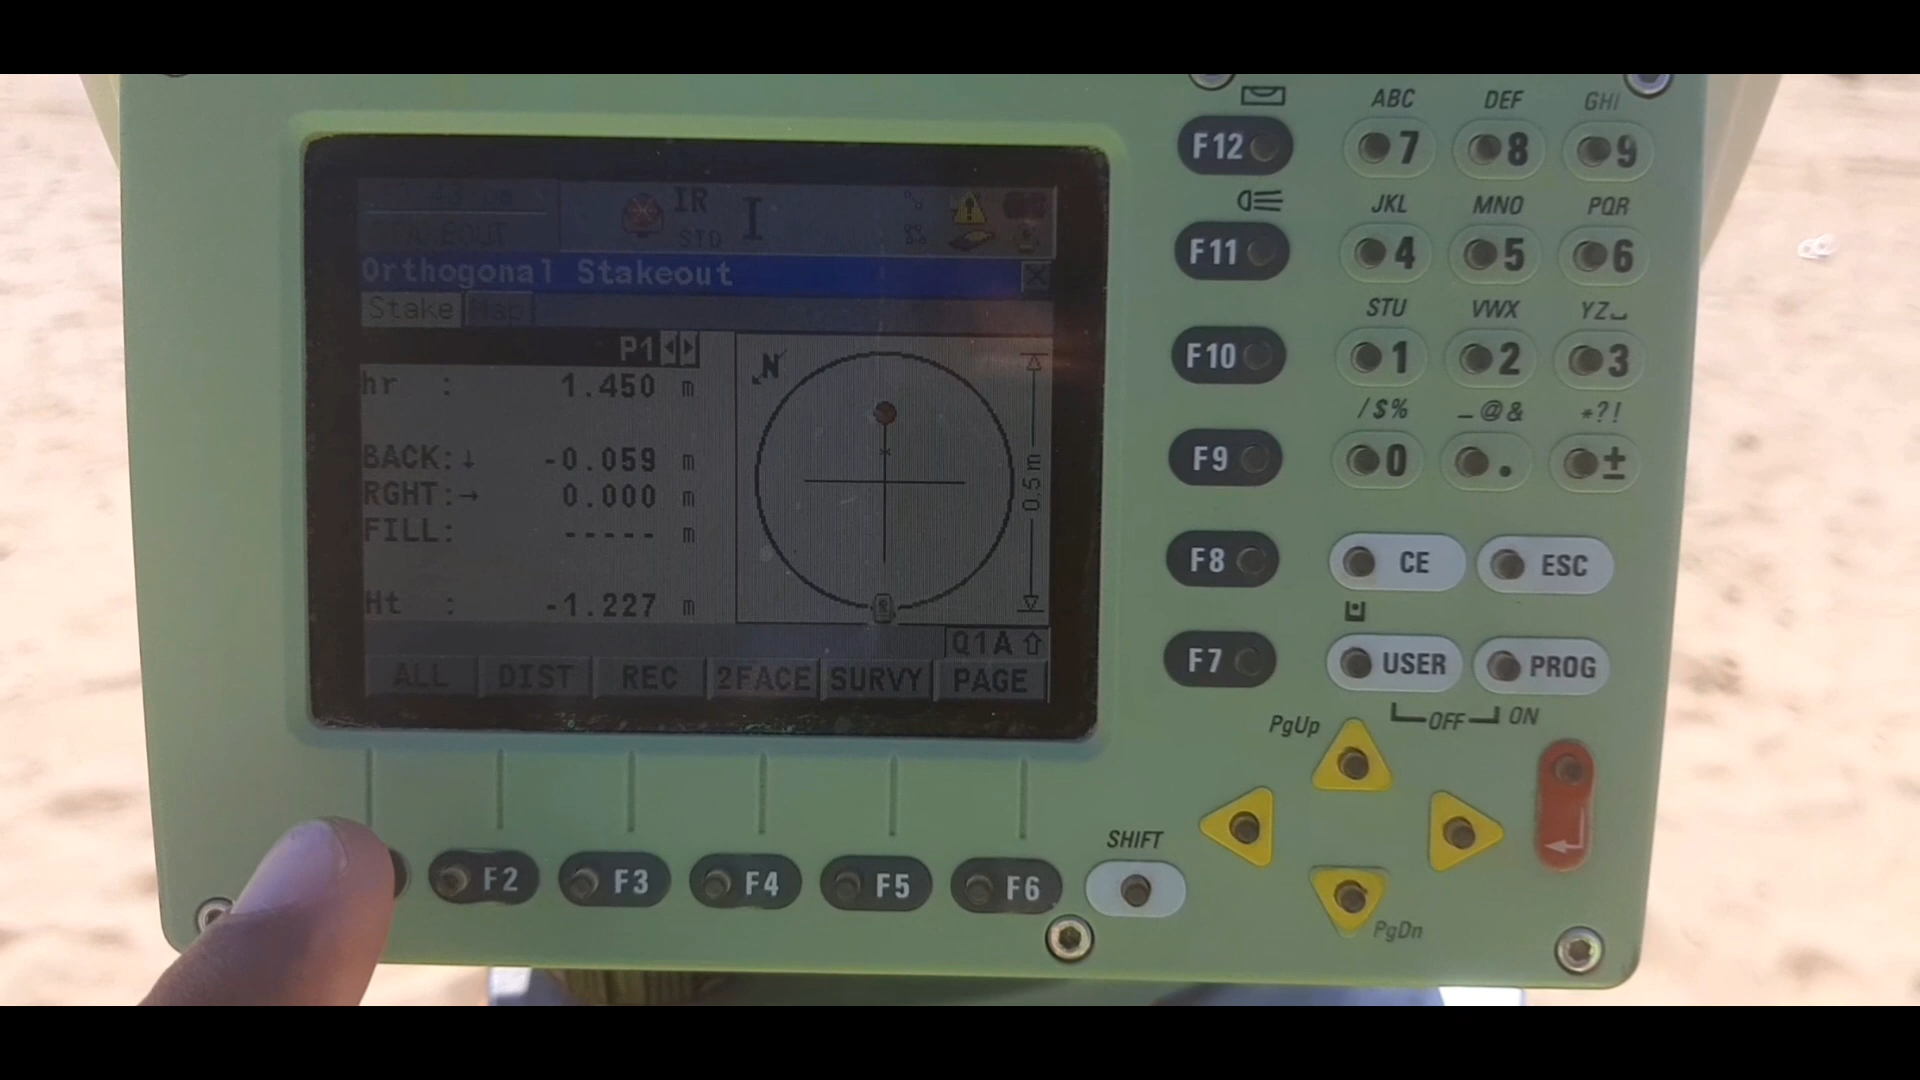 IR
STD
I
Orthogonal Stakeout
Stake Map
P1
hr : 1.450 m
BACK:↓ -0.059 m
RGHT:→ 0.000 m
FILL: ----- m
Ht : -1.227 m
N
0.5m
Q1A⇧
ALL DIST REC 2FACE SURVY PAGE
F2 F3 F4 F5 F6
SHIFT
F12
F11
F10
F9
F8
F7
ABC DEF GHI
7 8 9
JKL MNO PQR
4 5 6
STU VWX YZ⎵
1 2 3
/$% _@& *?!
0 . ±
CE ESC
USER PROG
OFF ON
PgUp
PgDn